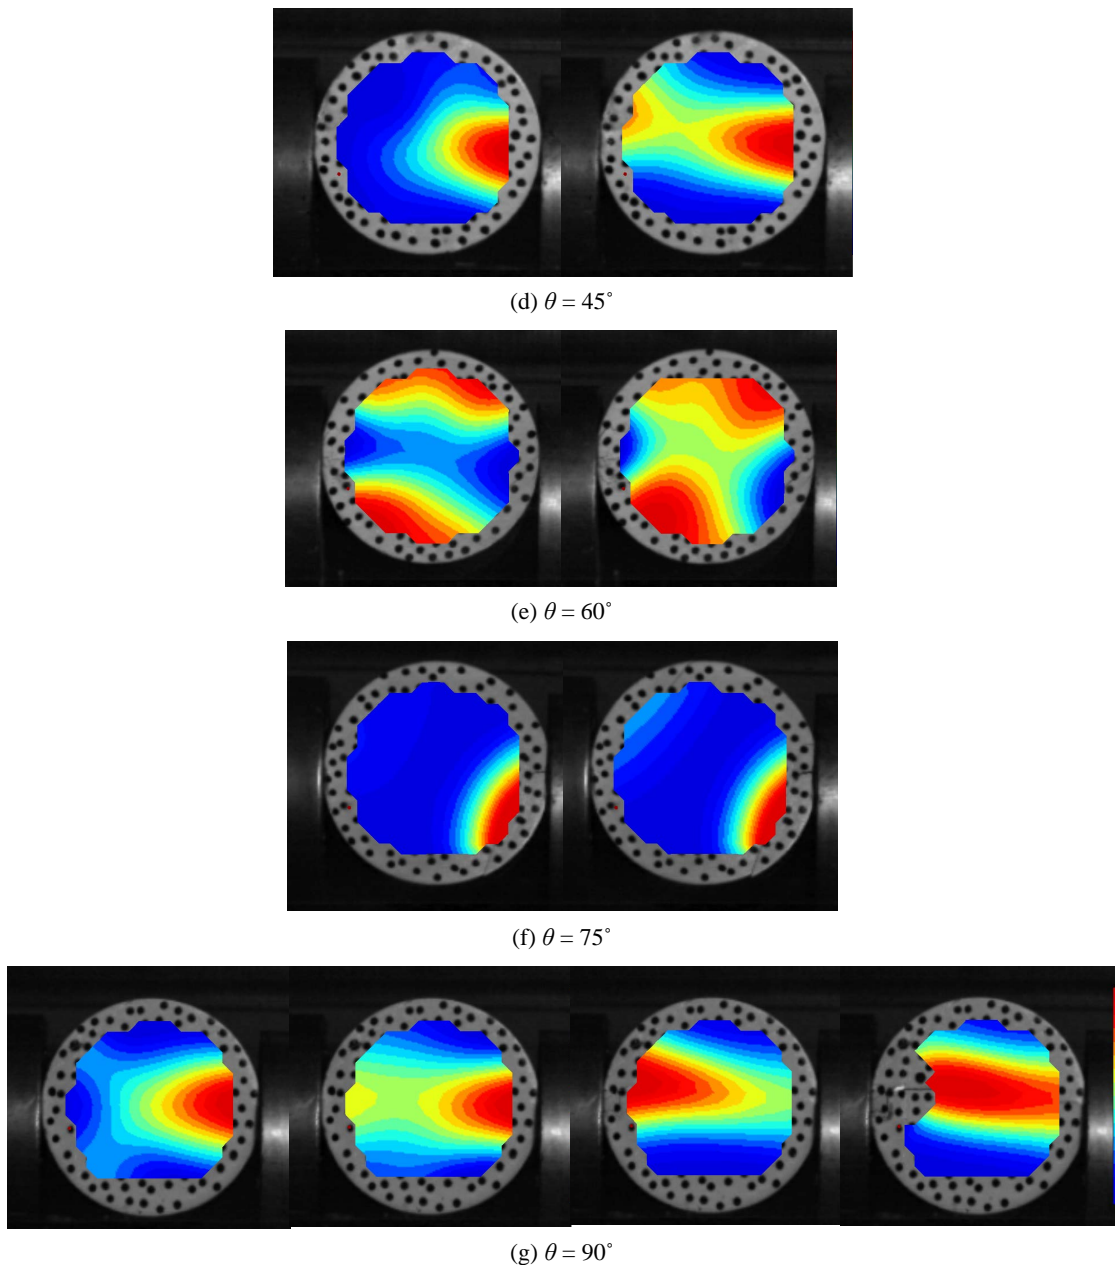 (d) θ = 45°
(e) θ = 60°
(f) θ = 75°
(g) θ = 90°